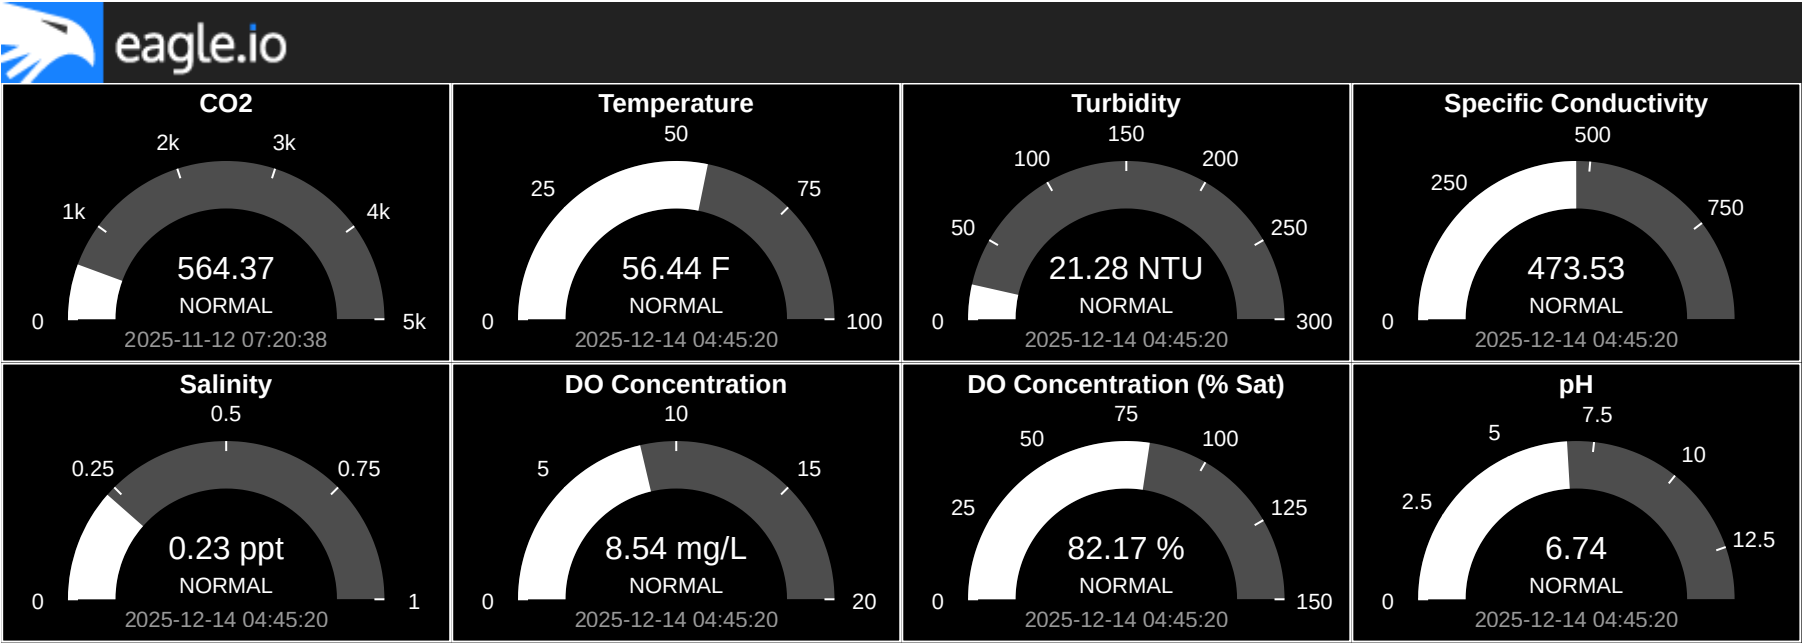 eagle.io
CO2
2k
3k
1k
4k
564.37
NORMAL
0
5k
2025-11-12 07:20:38
Temperature
50
25
75
56.44 F
NORMAL
0
100
2025-12-14 04:45:20
Turbidity
150
100
200
50
250
21.28 NTU
NORMAL
0
300
2025-12-14 04:45:20
Specific Conductivity
500
250
750
473.53
NORMAL
0
2025-12-14 04:45:20
Salinity
0.5
0.25
0.75
0.23 ppt
NORMAL
0
1
2025-12-14 04:45:20
DO Concentration
10
5
15
8.54 mg/L
NORMAL
0
20
2025-12-14 04:45:20
DO Concentration (% Sat)
75
50
100
25
125
82.17 %
NORMAL
0
150
2025-12-14 04:45:20
pH
7.5
5
10
2.5
12.5
6.74
NORMAL
0
2025-12-14 04:45:20